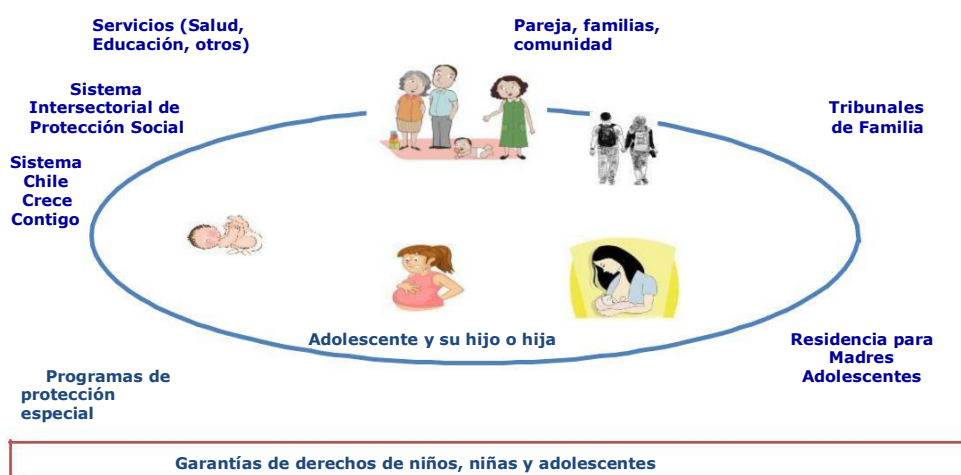 Servicios (Salud,
Educación, otros)
Pareja, familias,
comunidad
Sistema
Intersectorial de
Protección Social
Tribunales
de Familia
Sistema
Chile
Crece
Contigo
Adolescente y su hijo o hija
Residencia para
Madres
Adolescentes
Programas de
protección
especial
Garantías de derechos de niños, niñas y adolescentes